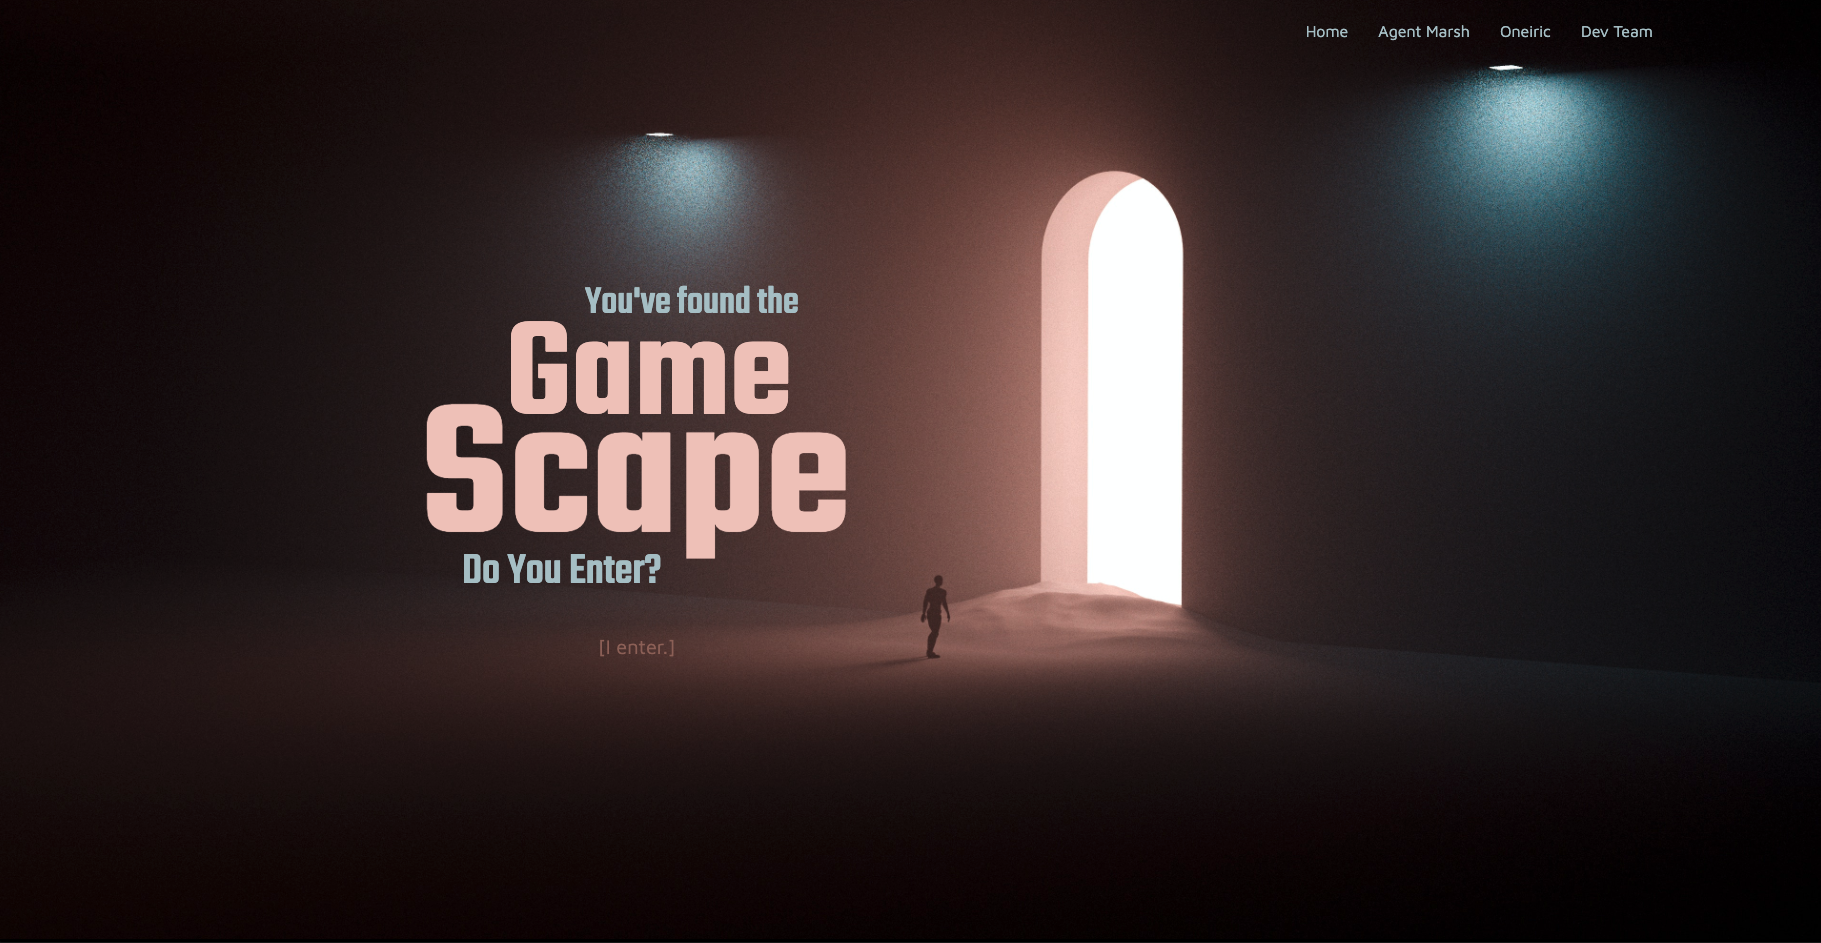 Home Agent Marsh Oneiric Dev Team
You've found the
Game
Scape
Do You Enter?
[I enter.]